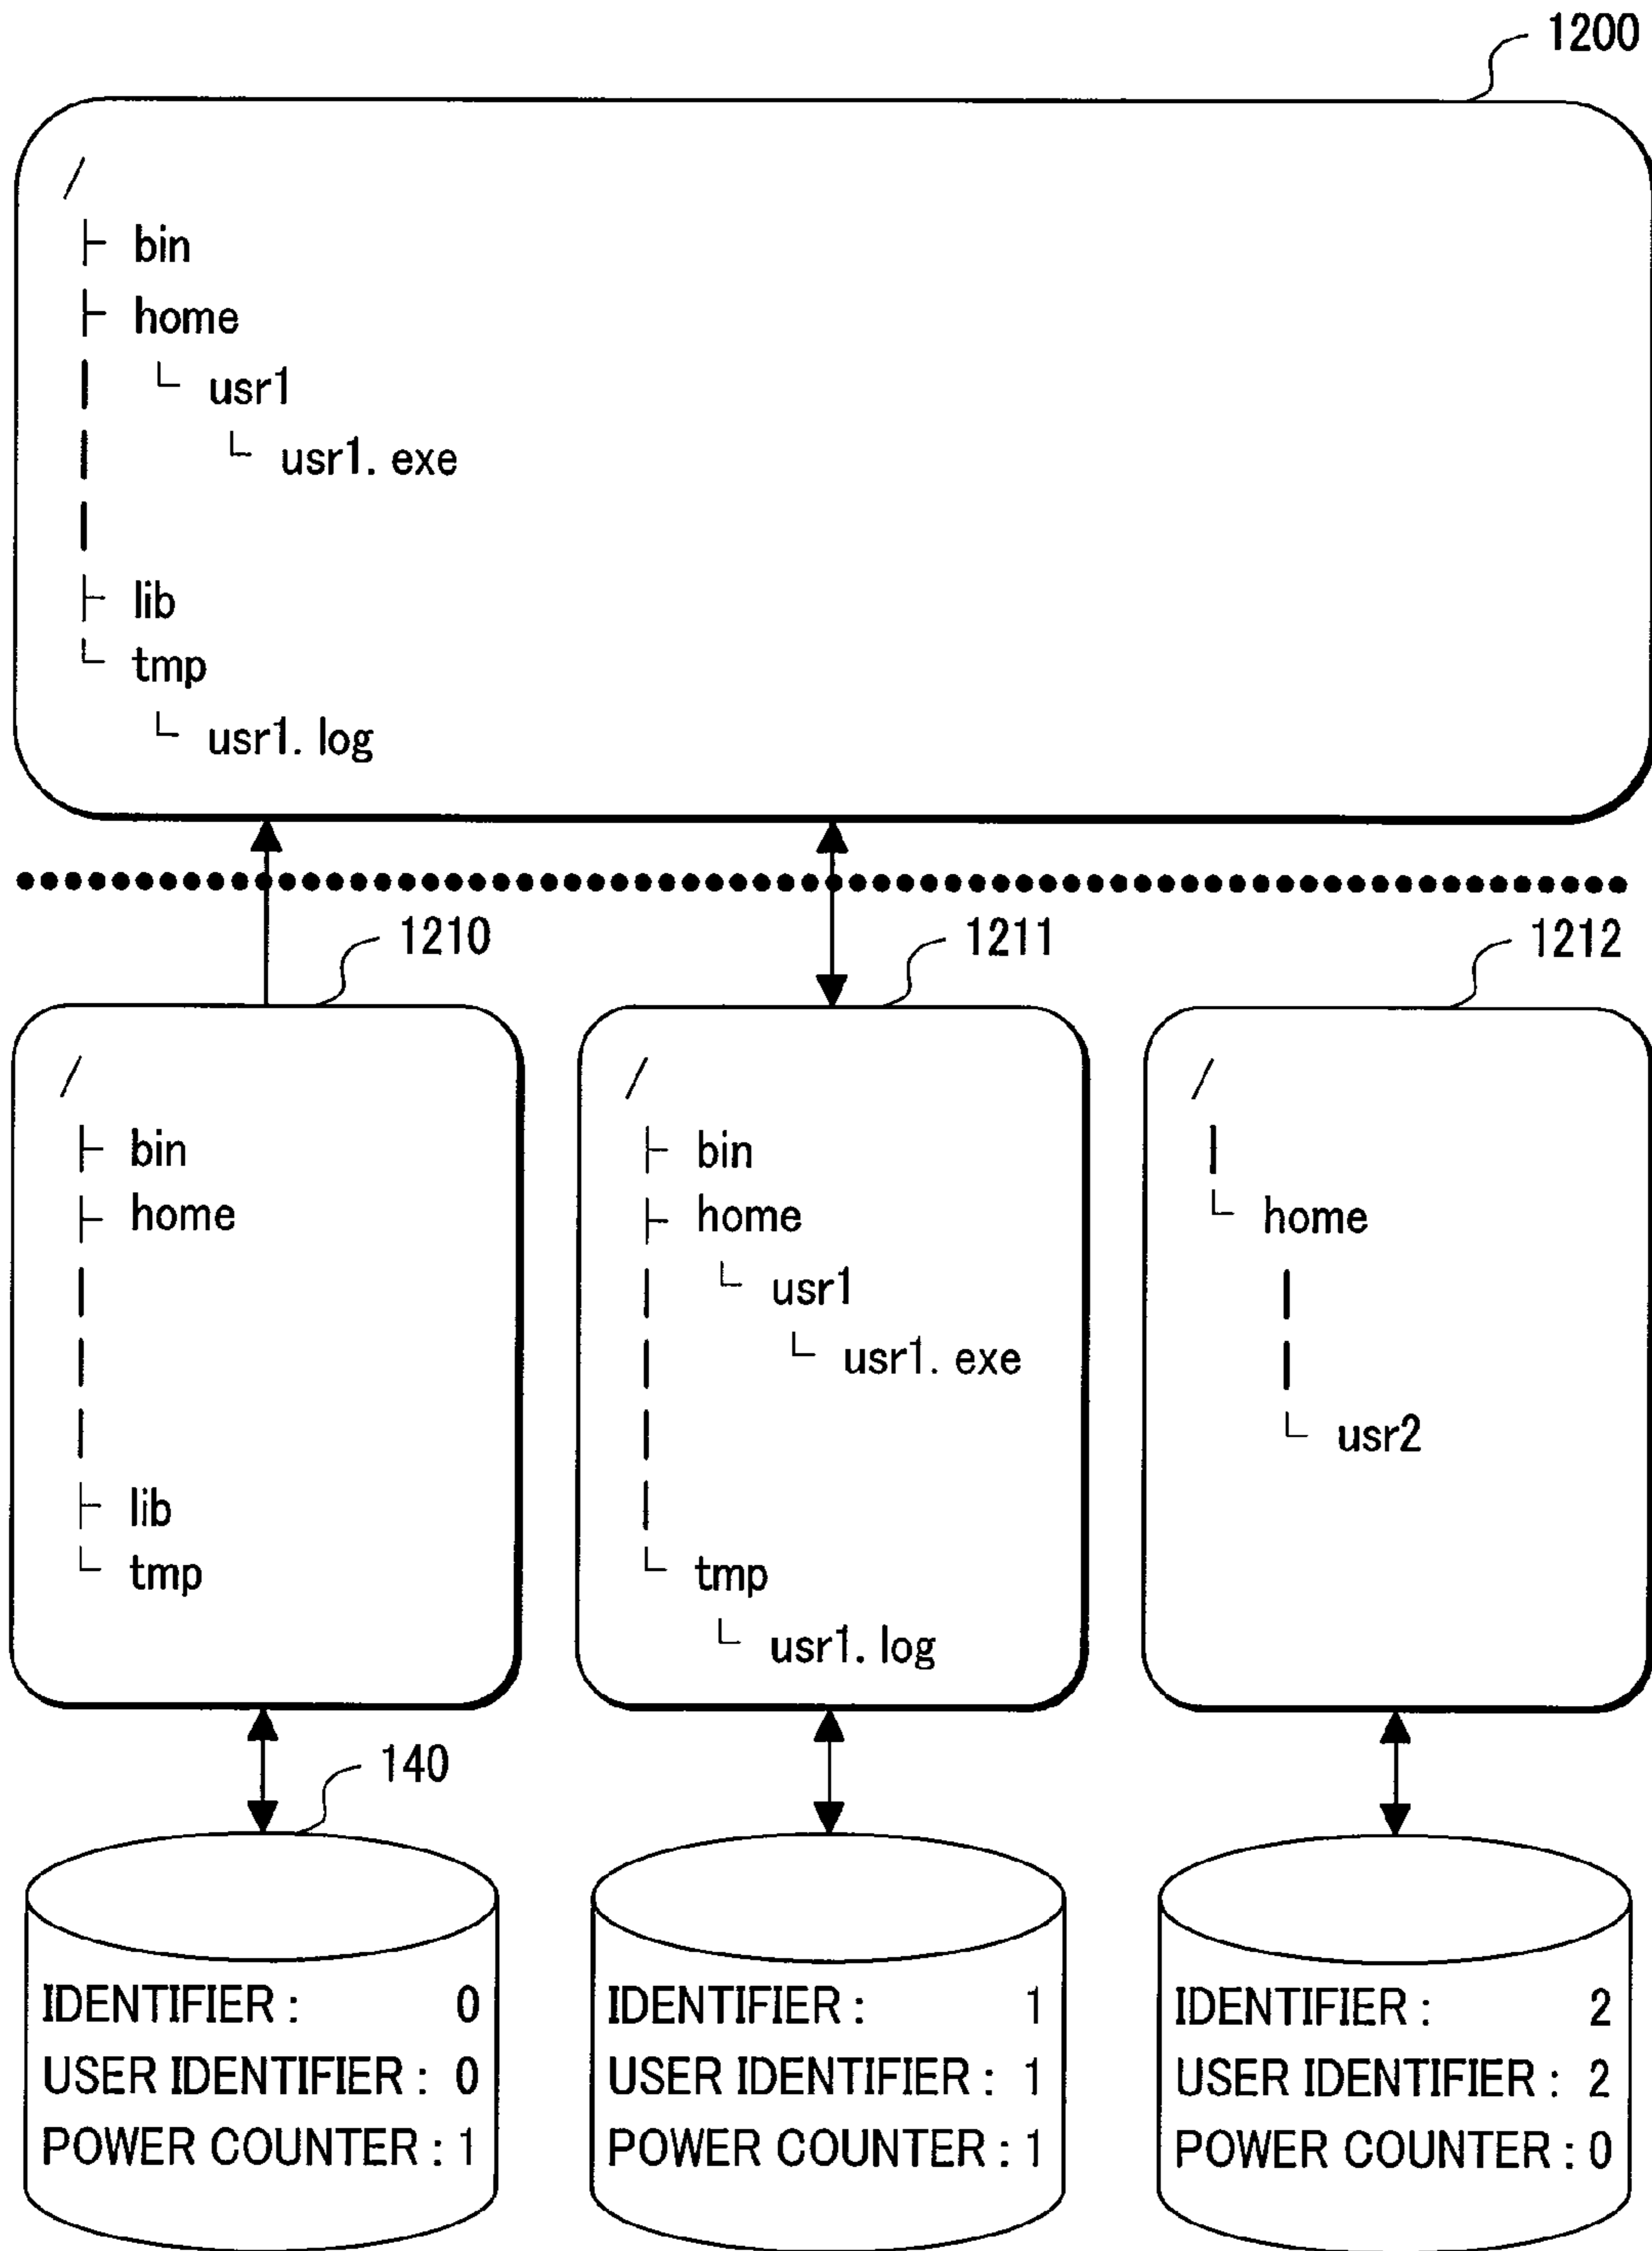 1200
/
├ bin
├ home
│ └ usr1
│ └ usr1. exe
│
├ lib
└ tmp
└ usr1. log
1210
1211
1212
/
├ bin
├ home
│
│
│
├ lib
└ tmp
/
├ bin
├ home
│ └ usr1
│ └ usr1. exe
│
│
└ tmp
└ usr1. log
/
│
└ home
│
│
└ usr2
140
IDENTIFIER : 0
USER IDENTIFIER : 0
POWER COUNTER : 1
IDENTIFIER : 1
USER IDENTIFIER : 1
POWER COUNTER : 1
IDENTIFIER : 2
USER IDENTIFIER : 2
POWER COUNTER : 0